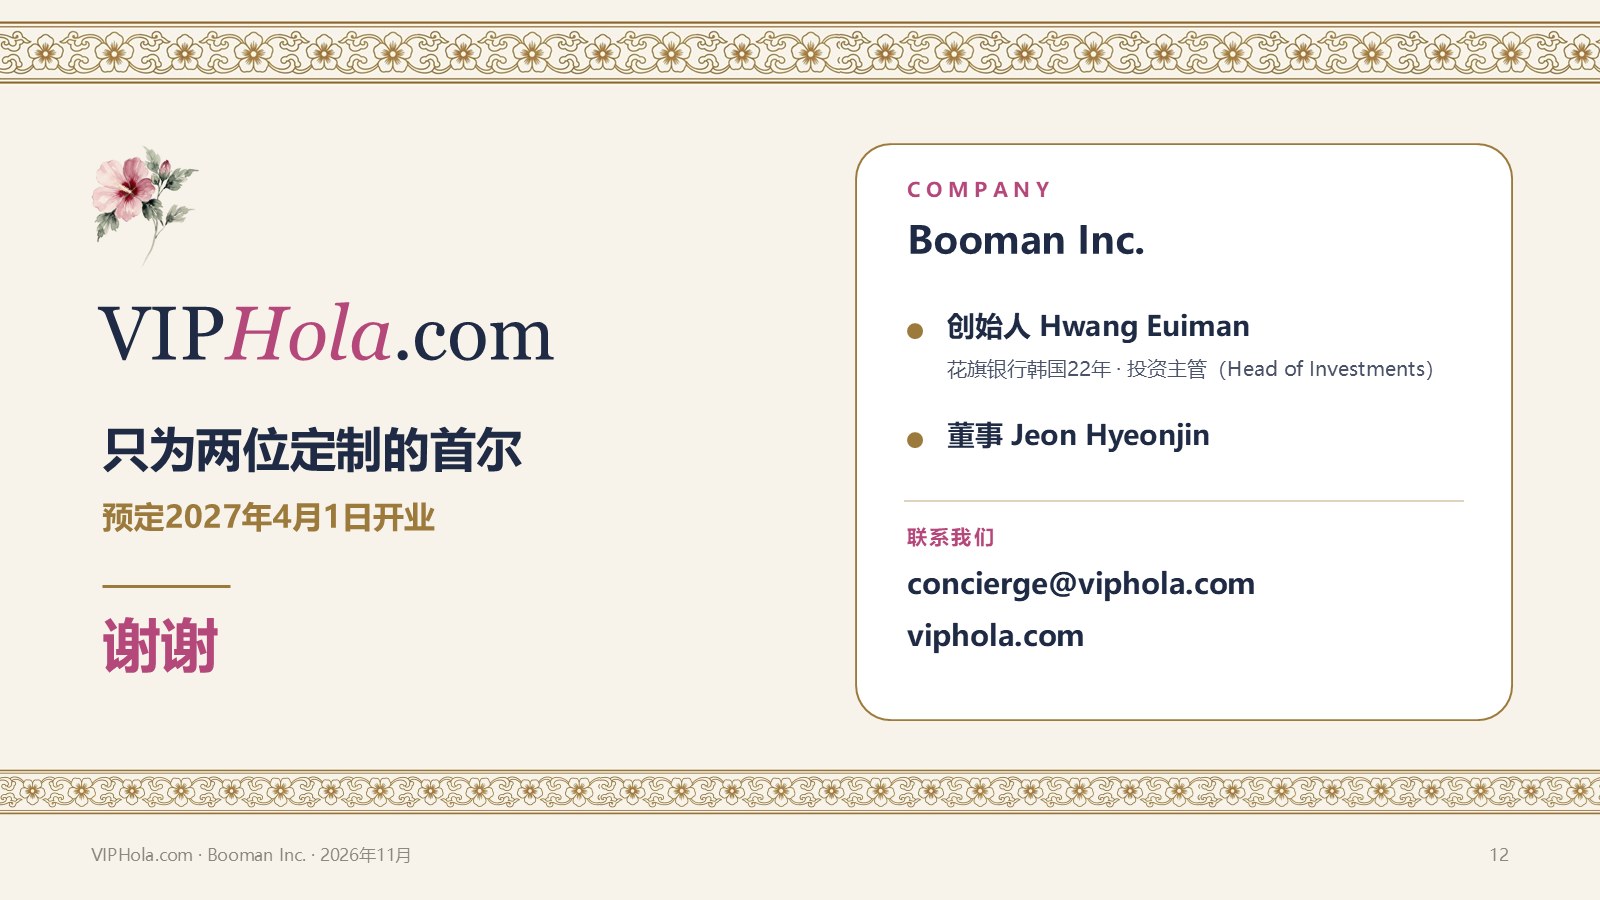 VIPHola.com
只为两位定制的首尔
预定2027年4月1日开业
谢谢
COMPANY
Booman Inc.
创始人 Hwang Euiman
花旗银行韩国22年 · 投资主管（Head of Investments）
董事 Jeon Hyeonjin
联系我们
concierge@viphola.com
viphola.com
VIPHola.com · Booman Inc. · 2026年11月
12